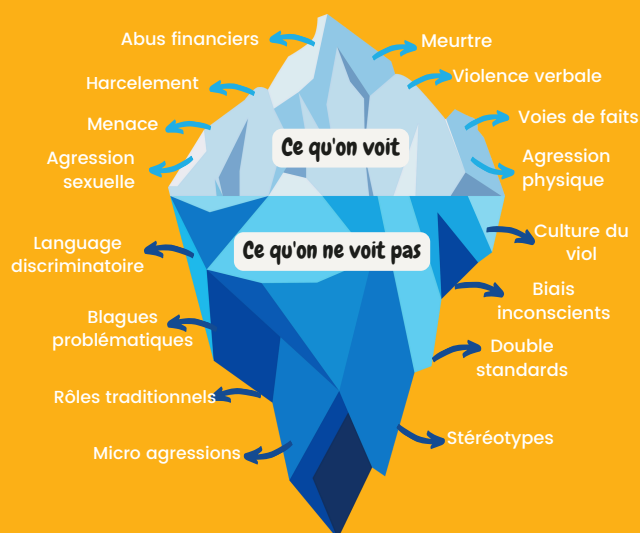 Abus financiers
Meurtre
Harcelement
Violence verbale
Menace
Voies de faits
Ce qu'on voit
Agression
sexuelle
Agression
physique
Ce qu'on ne voit pas
Language
discriminatoire
Culture du
viol
Blagues
problématiques
Biais
inconscients
Rôles traditionnels
Double
standards
Micro agressions
Stéréotypes